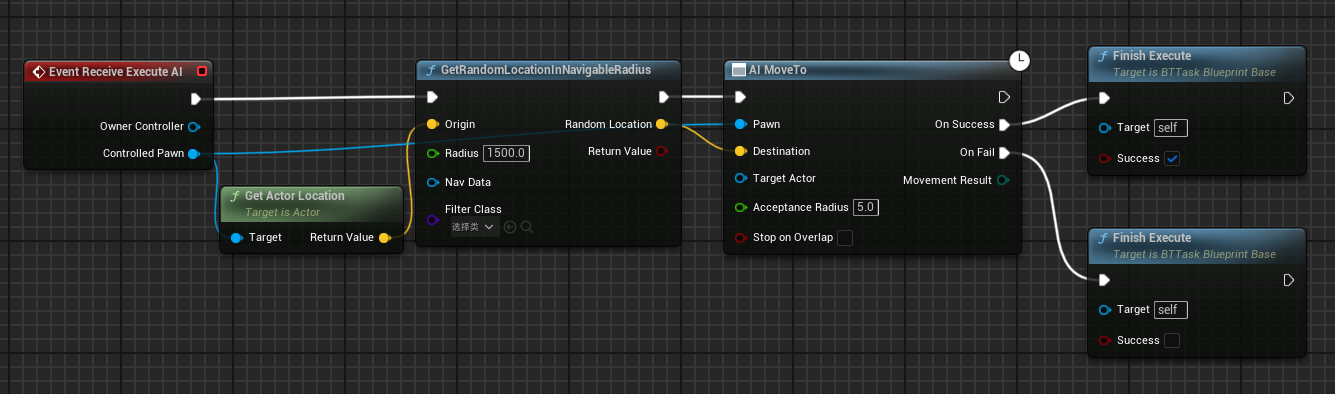 Event Receive Execute AI
Owner Controller
Controlled Pawn
Get Actor Location
Target is Actor
Target
Return Value
GetRandomLocationInNavigableRadius
Origin
Random Location
Radius 1500.0
Return Value
Nav Data
Filter Class
选择类
AI MoveTo
Pawn
On Success
Destination
On Fail
Target Actor
Movement Result
Acceptance Radius 5.0
Stop on Overlap
Finish Execute
Target is BTTask Blueprint Base
Target self
Success
Finish Execute
Target is BTTask Blueprint Base
Target self
Success